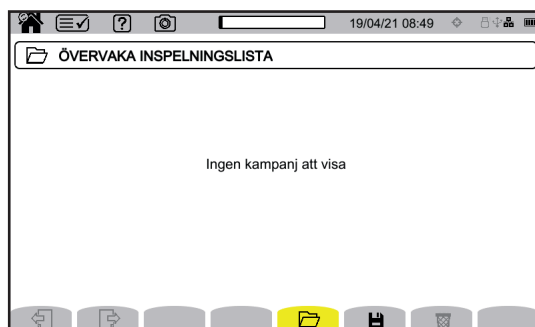 19/04/21 08:49
ÖVERVAKA INSPELNINGSLISTA
Ingen kampanj att visa